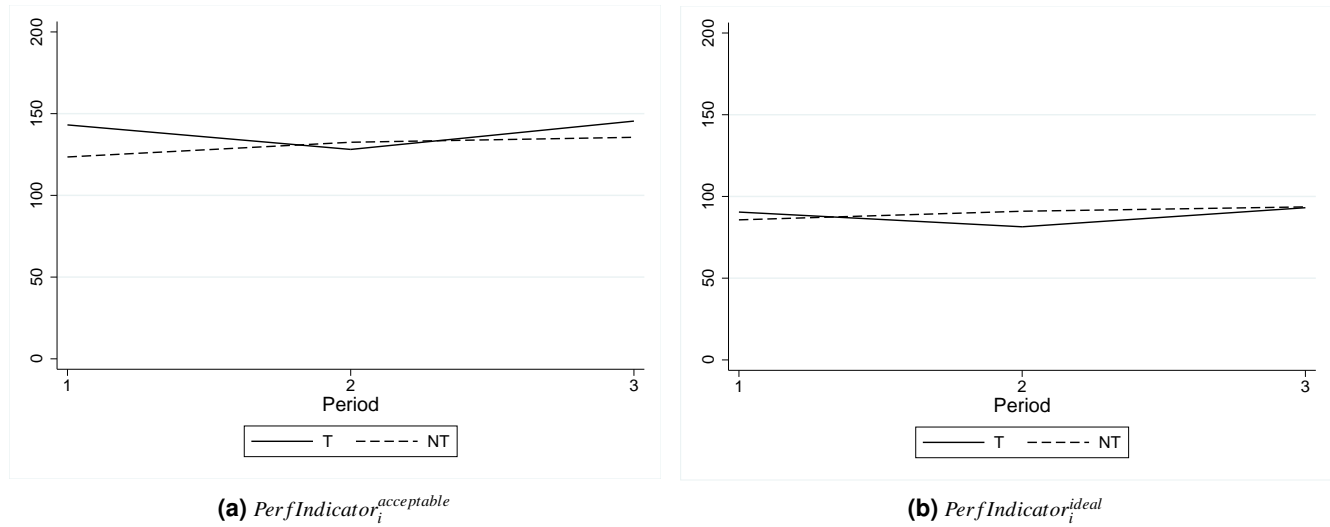 200
150
100
50
0
1 2 3
Period
T NT
(a) PerfIndicator_i^{acceptable}
200
150
100
50
0
1 2 3
Period
T NT
(b) PerfIndicator_i^{ideal}